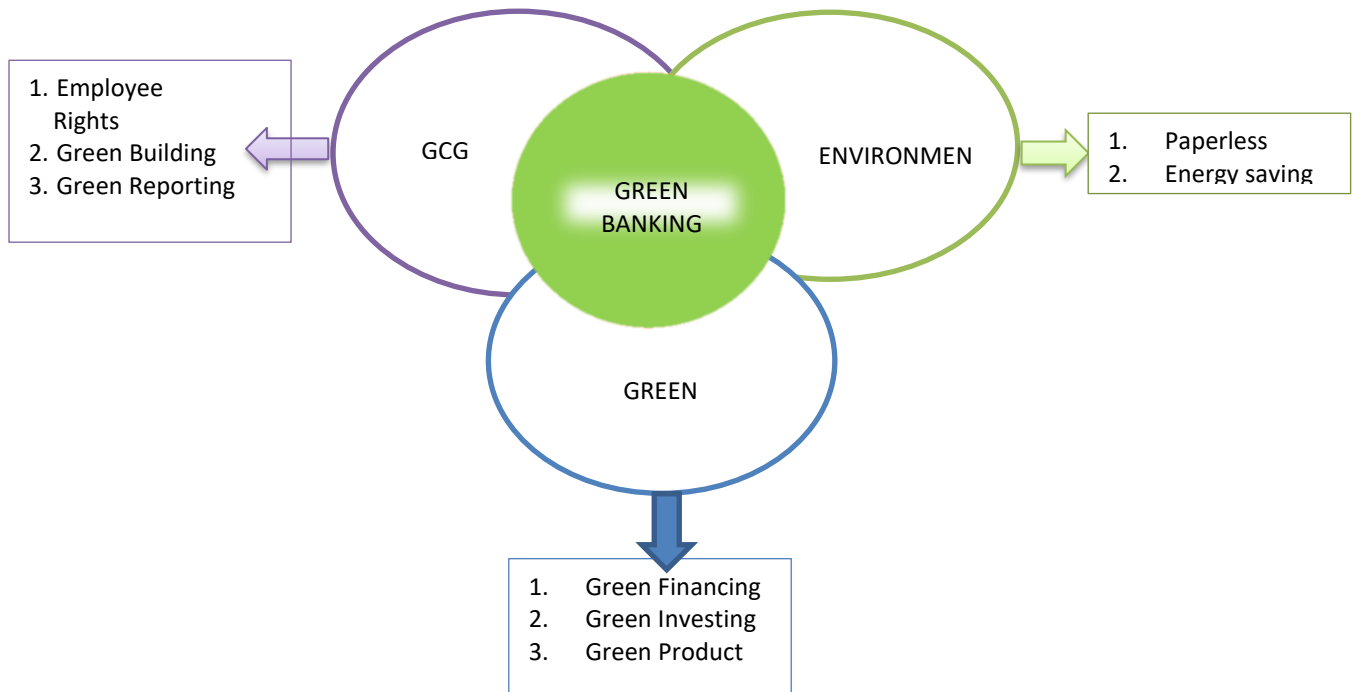 1. Employee
Rights
2. Green Building
3. Green Reporting
GCG
GREEN
BANKING
ENVIRONMEN
1. Paperless
2. Energy saving
GREEN
1. Green Financing
2. Green Investing
3. Green Product